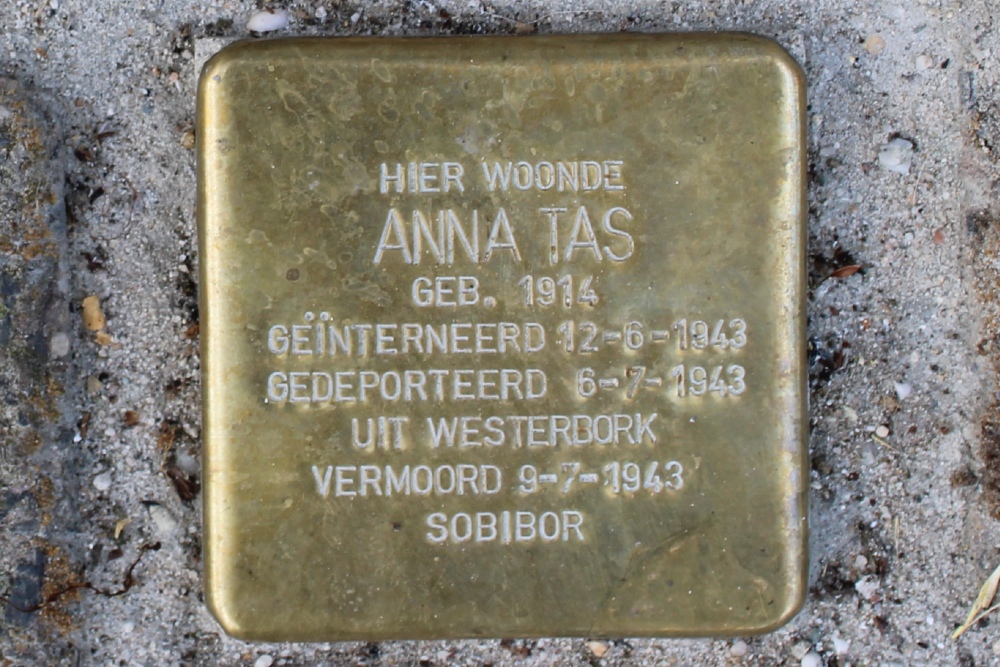 HIER WOONDE
ANNA TAS
GEB. 1914
GEÏNTERNEERD 12-6-1943
GEDEPORTEERD 6-7-1943
UIT WESTERBORK
VERMOORD 9-7-1943
SOBIBOR